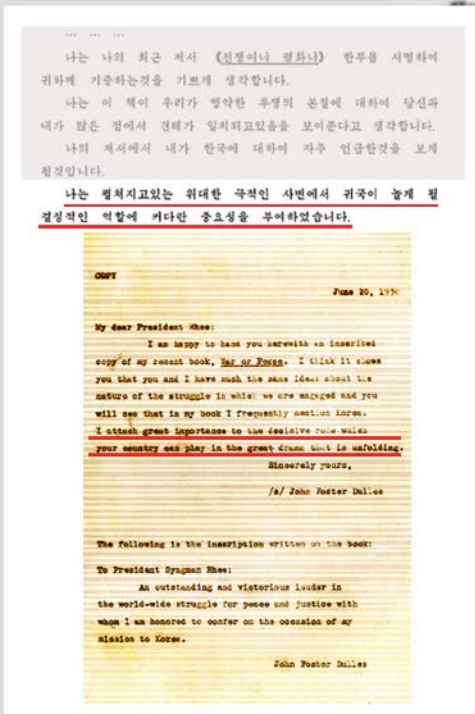 ... ... ...
나는 나의 최근 저서 《전쟁이냐 평화냐》 한부를 서명하여
귀하께 기증하는것을 기쁘게 생각합니다.
나는 이 책이 우리가 병약한 투쟁의 본질에 대하여 당신과
내가 많은 점에서 견해가 일치되고있음을 보여준다고 생각합니다.
나의 저서에서 내가 한국에 대하여 자주 언급한것을 보게
될것입니다.
나는 펼쳐지고있는 위대한 극적인 사변에서 귀국이 놀게 될
결정적인 역할에 커다란 중요성을 부여하였습니다.
COPY
June 20, 1950
My dear President Rhee:
I am happy to hand you herewith an inscribed
copy of my recent book, War or Peace. I think it shows
you that you and I have much the same ideas about the
nature of the struggle in which we are engaged and you
will see that in my book I frequently mention Korea.
I attach great importance to the decisive role which
your country can play in the great drama that is unfolding.
Sincerely yours,
/s/ John Foster Dulles
The following is the inscription written on the book:
To President Syngman Rhee:
An outstanding and victorious leader in
the world-wide struggle for peace and justice with
whom I am honored to confer on the occasion of my
mission to Korea.
John Foster Dulles